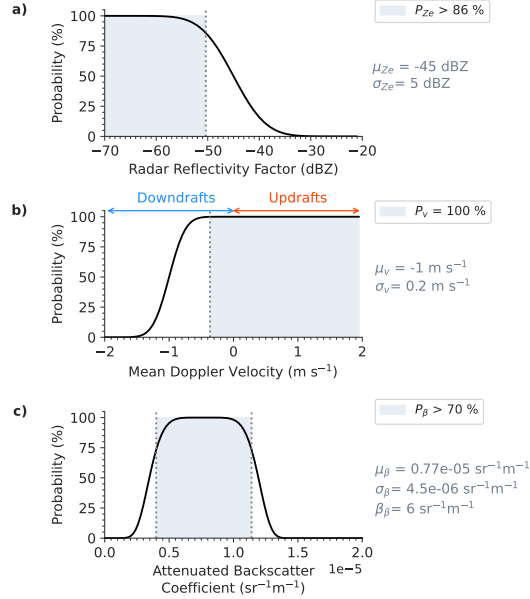 a)
P_Ze > 86 %
100
75
50
25
0
Probability (%)
μ_Ze = -45 dBZ
σ_Ze= 5 dBZ
−70 −60 −50 −40 −30 −20
Radar Reflectivity Factor (dBZ)
Downdrafts Updrafts
b)
P_v = 100 %
100
75
50
25
0
Probability (%)
μ_v = -1 m s⁻¹
σ_v= 0.2 m s⁻¹
−2 −1 0 1 2
Mean Doppler Velocity (m s⁻¹)
c)
P_β > 70 %
100
75
50
25
0
Probability (%)
μ_β = 0.77e-05 sr⁻¹m⁻¹
σ_β= 4.5e-06 sr⁻¹m⁻¹
β_β= 6 sr⁻¹m⁻¹
0.0 0.5 1.0 1.5 2.0
1e−5
Attenuated Backscatter
Coefficient (sr⁻¹m⁻¹)